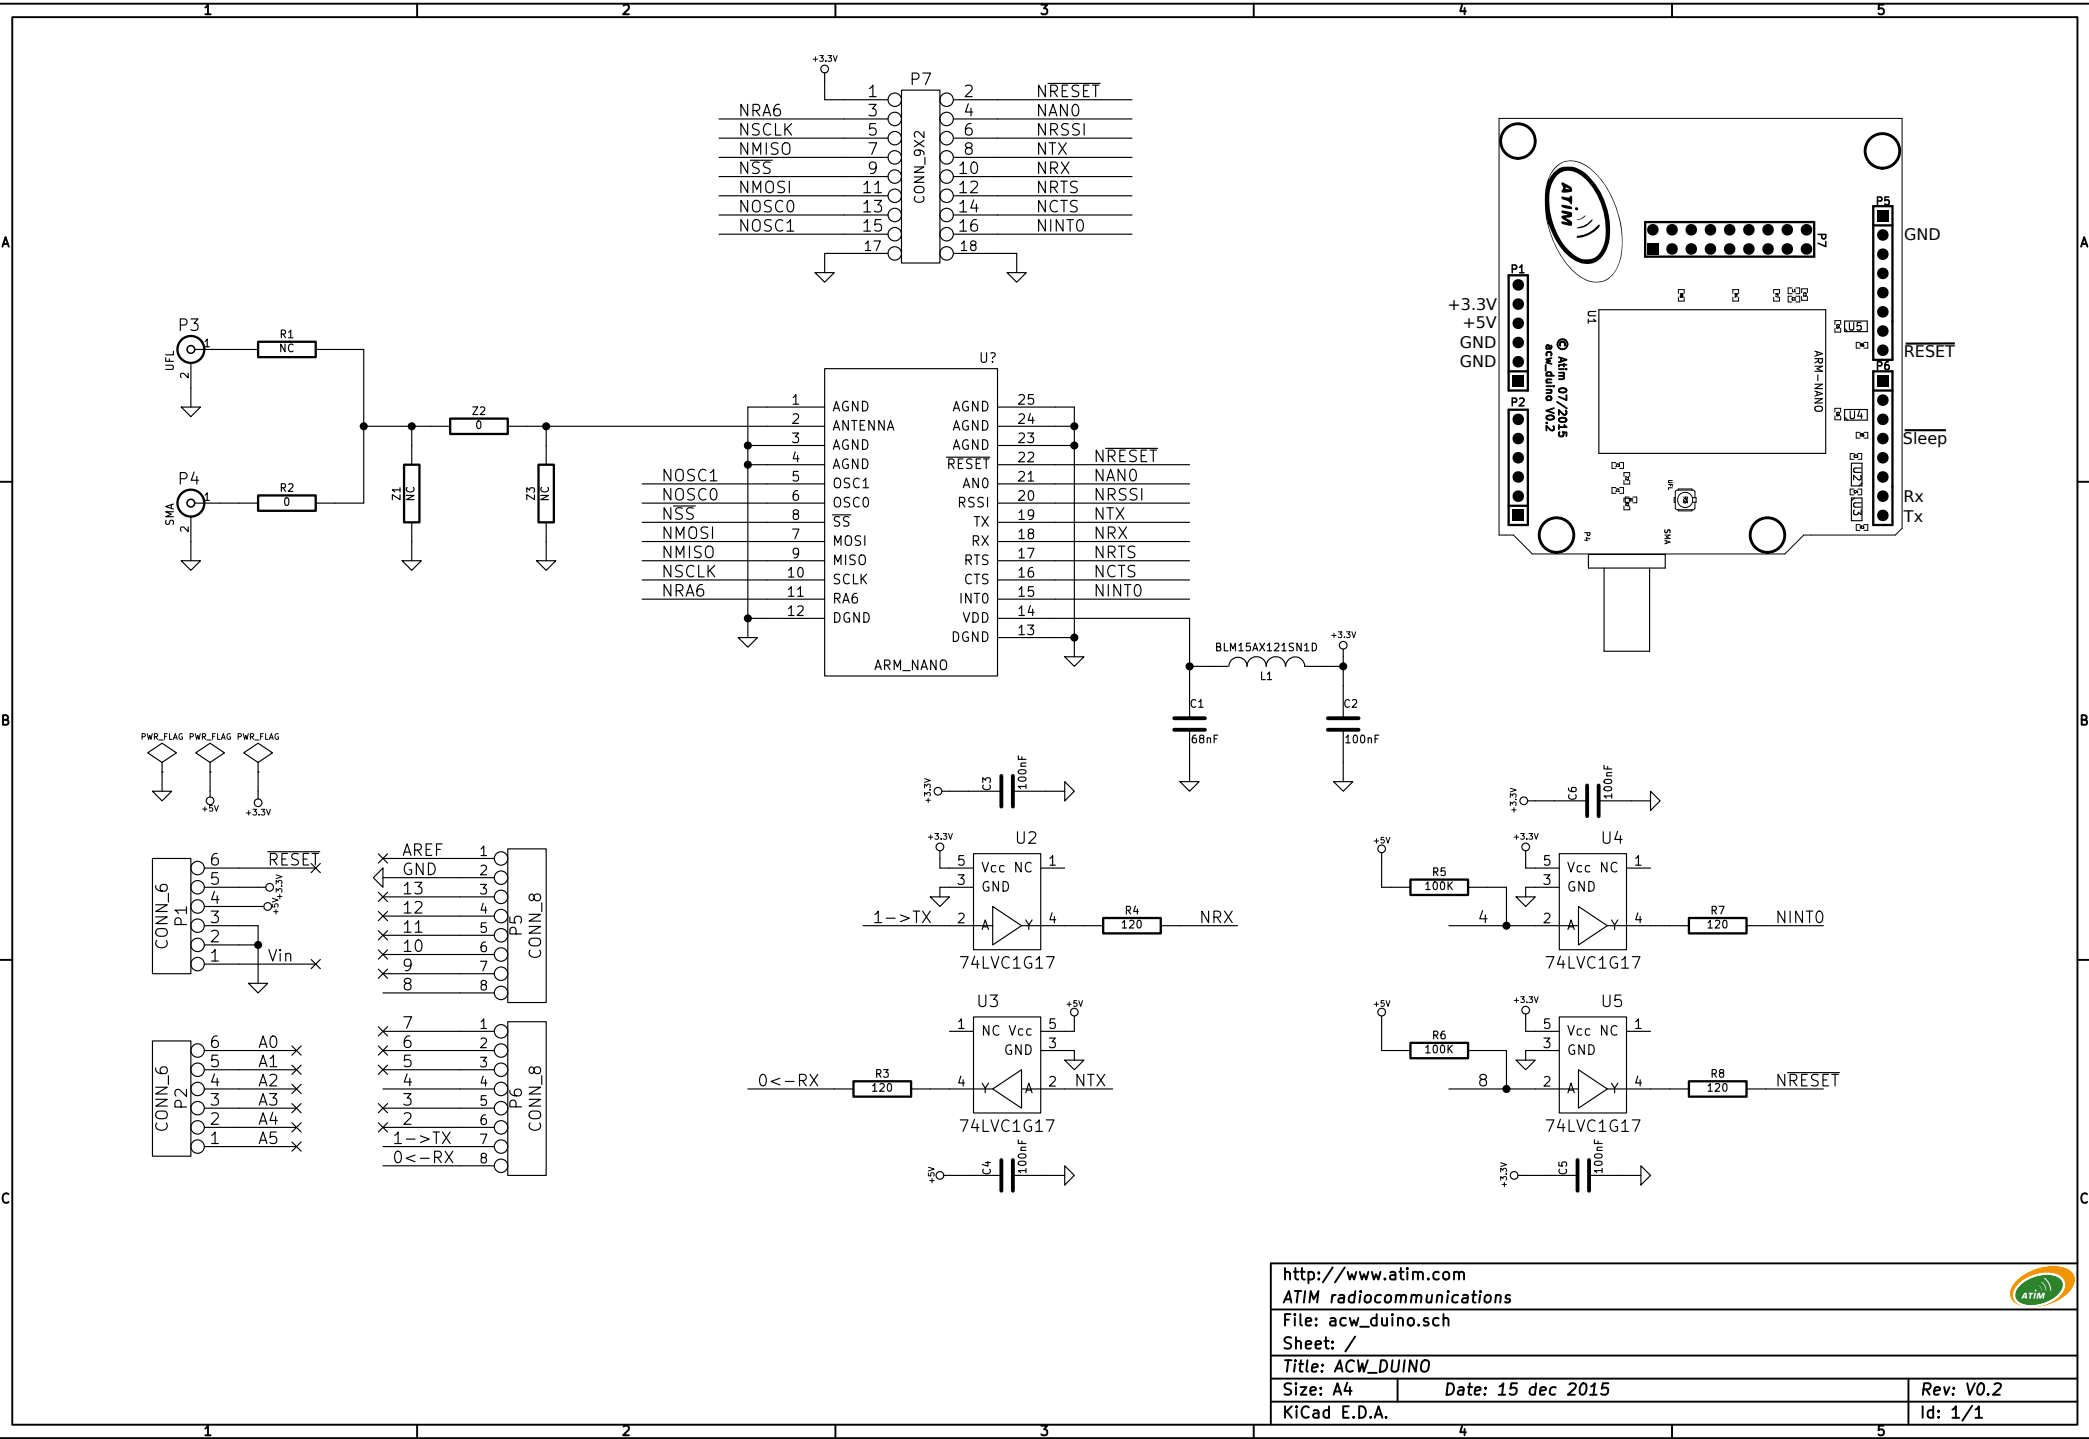 1 2 3 4 5
A
B
C
A
B
C
+3.3V
P7
CONN_9X2
1 2 NRESET
NRA6 3 4 NAN0
NSCLK 5 6 NRSSI
NMISO 7 8 NTX
NSS 9 10 NRX
NMOSI 11 12 NRTS
NOSC0 13 14 NCTS
NOSC1 15 16 NINT0
17 18
P3
UFL
1
2
R1
NC
P4
SMA
1
2
R2
0
Z2
0
Z1
NC
Z3
NC
U?
1 AGND AGND 25
2 ANTENNA AGND 24
3 AGND AGND 23
4 AGND RESET 22 NRESET
NOSC1 5 OSC1 AN0 21 NAN0
NOSC0 6 OSC0 RSSI 20 NRSSI
NSS 8 SS TX 19 NTX
NMOSI 7 MOSI RX 18 NRX
NMISO 9 MISO RTS 17 NRTS
NSCLK 10 SCLK CTS 16 NCTS
NRA6 11 RA6 INT0 15 NINT0
12 DGND VDD 14
DGND 13
ARM_NANO
BLM15AX121SN1D
L1
+3.3V
C1
68nF
C2
100nF
ATIM
P7
P5
GND
RESET
P6
Sleep
Rx
Tx
P1
+3.3V
+5V
GND
GND
P2
© Atim 07/2015
acw_duino V0.2
U1
ARM-NANO
U5
U4
U2
U3
UFL
P4
SMA
PWR_FLAG PWR_FLAG PWR_FLAG
+5V
+3.3V
CONN_6
P1
6 RESET
5 +3.3V
4 +5V
3
2
1 Vin
CONN_6
P2
6 A0
5 A1
4 A2
3 A3
2 A4
1 A5
AREF 1
GND 2
13 3
12 4
11 5
10 6
9 7
8 8
P5
CONN_8
7 1
6 2
5 3
4 4
3 5
2 6
1->TX 7
0<-RX 8
P6
CONN_8
+3.3V C3 100nF
+3.3V
U2
5 Vcc NC 1
3 GND
1->TX 2 A Y 4
R4
120
NRX
74LVC1G17
U3
+5V
1 NC Vcc 5
GND 3
0<-RX
R3
120
4 Y A 2 NTX
74LVC1G17
+5V C4 100nF
+3.3V C6 100nF
+5V
R5
100K
+3.3V
U4
5 Vcc NC 1
3 GND
4 2 A Y 4
R7
120
NINT0
74LVC1G17
+5V
R6
100K
+3.3V
U5
5 Vcc NC 1
3 GND
8 2 A Y 4
R8
120
NRESET
74LVC1G17
+3.3V C5 100nF
http://www.atim.com
ATIM radiocommunications
ATIM
File: acw_duino.sch
Sheet: /
Title: ACW_DUINO
Size: A4 Date: 15 dec 2015 Rev: V0.2
KiCad E.D.A. Id: 1/1
1 2 3 4 5